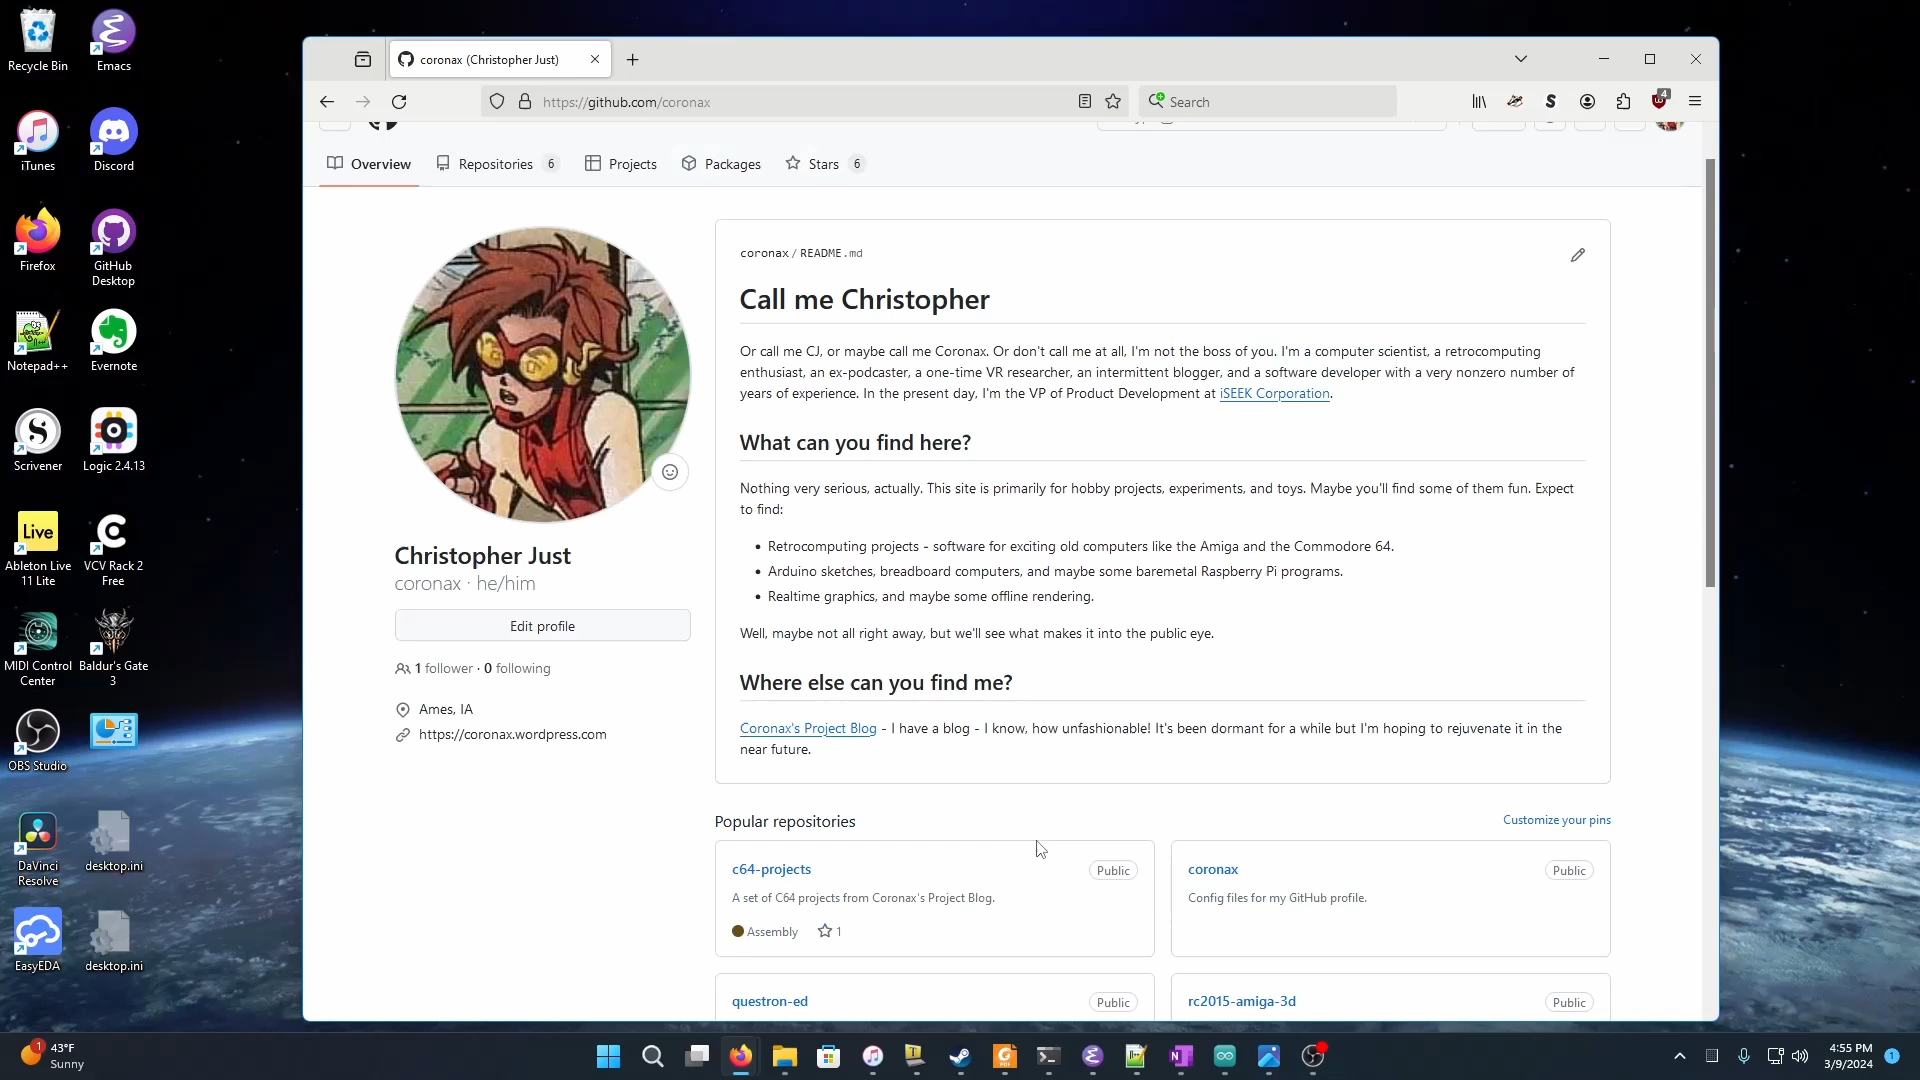 Recycle Bin
Emacs
iTunes
Discord
Firefox
GitHub
Desktop
Notepad++
Evernote
Scrivener
Logic 2.4.13
Live
Ableton Live
11 Lite
VCV Rack 2
Free
MIDI Control
Center
Baldur's Gate
3
OBS Studio
DaVinci
Resolve
desktop.ini
EasyEDA
desktop.ini
coronax (Christopher Just)
https://github.com/coronax
Search
4
Overview
Repositories 6
Projects
Packages
Stars 6
coronax / README.md
Call me Christopher
Or call me CJ, or maybe call me Coronax. Or don't call me at all, I'm not the boss of you. I'm a computer scientist, a retrocomputing
enthusiast, an ex-podcaster, a one-time VR researcher, an intermittent blogger, and a software developer with a very nonzero number of
years of experience. In the present day, I'm the VP of Product Development at iSEEK Corporation.
What can you find here?
Nothing very serious, actually. This site is primarily for hobby projects, experiments, and toys. Maybe you'll find some of them fun. Expect
to find:
• Retrocomputing projects - software for exciting old computers like the Amiga and the Commodore 64.
• Arduino sketches, breadboard computers, and maybe some baremetal Raspberry Pi programs.
• Realtime graphics, and maybe some offline rendering.
Well, maybe not all right away, but we'll see what makes it into the public eye.
Where else can you find me?
Coronax's Project Blog - I have a blog - I know, how unfashionable! It's been dormant for a while but I'm hoping to rejuvenate it in the
near future.
Christopher Just
coronax · he/him
Edit profile
1 follower · 0 following
Ames, IA
https://coronax.wordpress.com
Popular repositories
Customize your pins
c64-projects
Public
A set of C64 projects from Coronax's Project Blog.
Assembly
1
coronax
Public
Config files for my GitHub profile.
questron-ed
Public
rc2015-amiga-3d
Public
1
43°F
Sunny
4:55 PM
3/9/2024
1